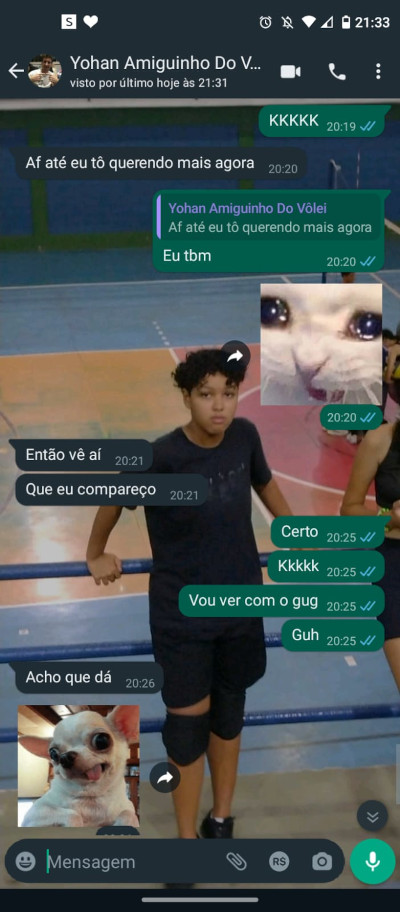 S
21:33
Yohan Amiguinho Do V...
visto por último hoje às 21:31
KKKKK 20:19
Af até eu tô querendo mais agora 20:20
Yohan Amiguinho Do Vôlei
Af até eu tô querendo mais agora
Eu tbm 20:20
20:20
Então vê aí 20:21
Que eu compareço 20:21
Certo 20:25
Kkkkk 20:25
Vou ver com o gug 20:25
Guh 20:25
Acho que dá 20:26
Mensagem
R$